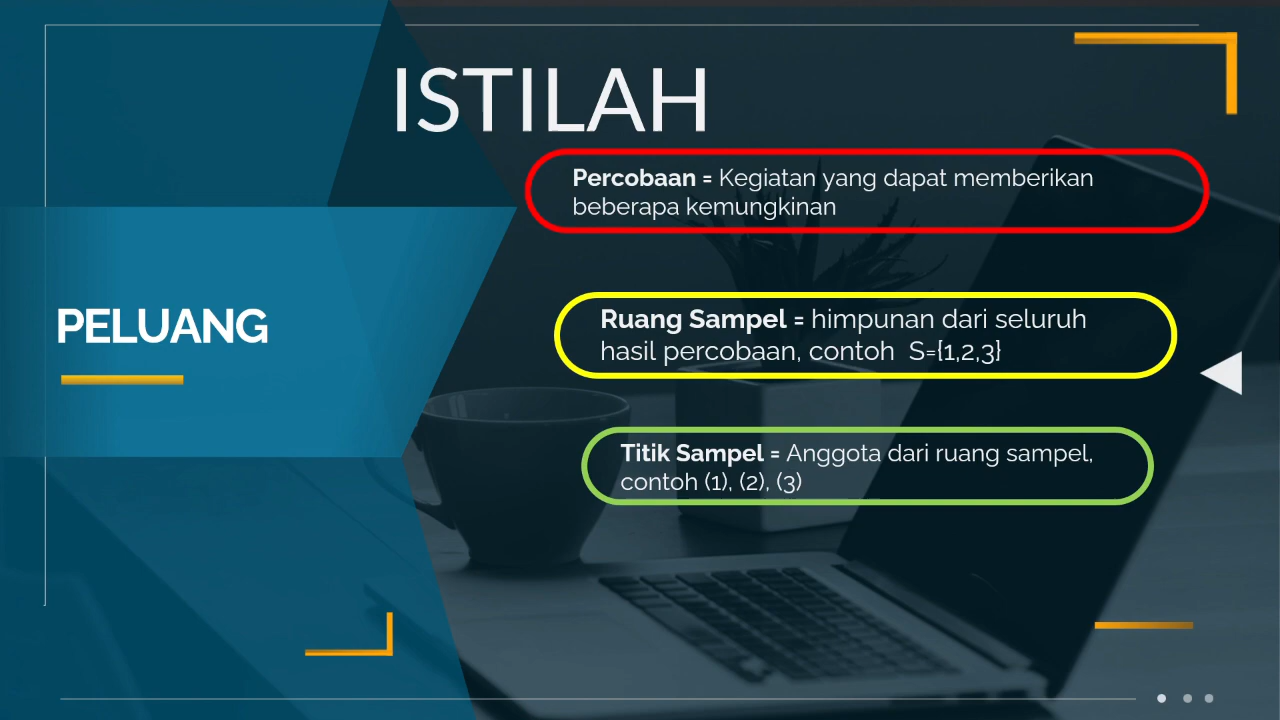 ISTILAH
Percobaan = Kegiatan yang dapat memberikan
beberapa kemungkinan
PELUANG
Ruang Sampel = himpunan dari seluruh
hasil percobaan, contoh  S={1,2,3}
Titik Sampel = Anggota dari ruang sampel,
contoh (1), (2), (3)